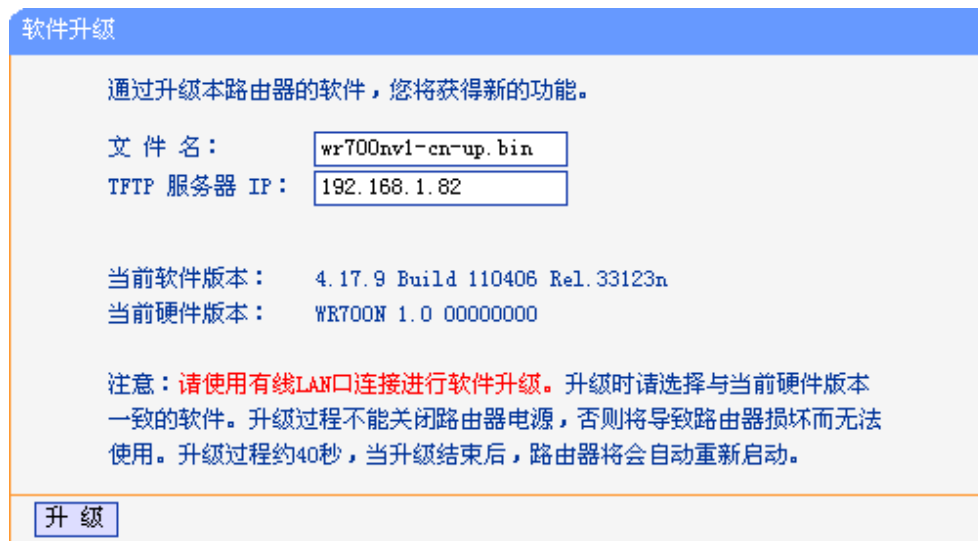 软件升级
通过升级本路由器的软件，您将获得新的功能。
文 件 名： wr700nv1-cn-up.bin
TFTP 服务器 IP： 192.168.1.82
当前软件版本： 4.17.9 Build 110406 Rel.33123n
当前硬件版本： WR700N 1.0 00000000
注意：请使用有线LAN口连接进行软件升级。升级时请选择与当前硬件版本
一致的软件。升级过程不能关闭路由器电源，否则将导致路由器损坏而无法
使用。升级过程约40秒，当升级结束后，路由器将会自动重新启动。
升 级